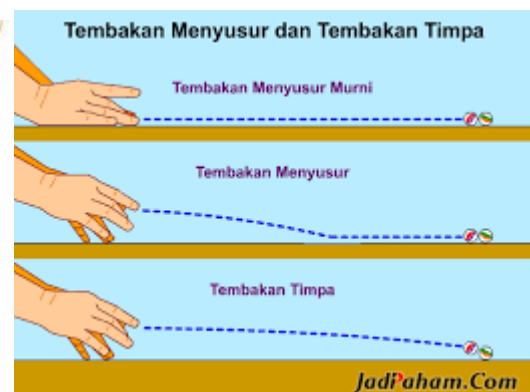 Tembakan Menyusur dan Tembakan Timpa
Tembakan Menyusur Murni
Tembakan Menyusur
Tembakan Timpa
JadiPaham.Com